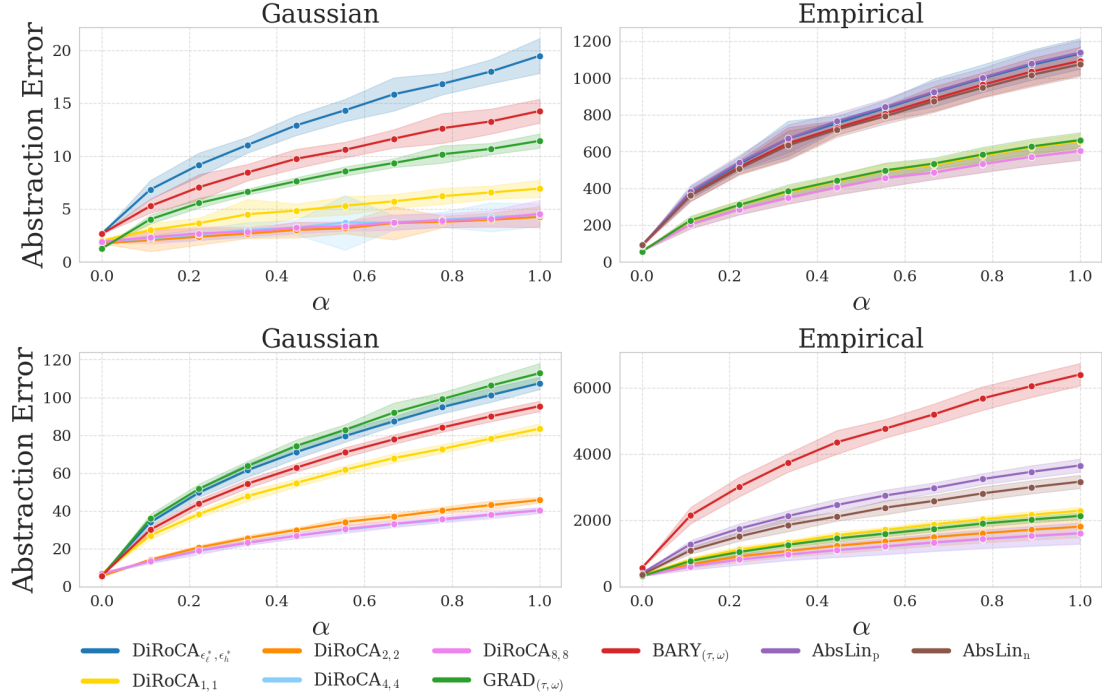 Gaussian
Empirical
Abstraction Error
20
15
10
5
0
0.0 0.2 0.4 0.6 0.8 1.0
α
1200
1000
800
600
400
200
0
0.0 0.2 0.4 0.6 0.8 1.0
α
Gaussian
Empirical
Abstraction Error
120
100
80
60
40
20
0
0.0 0.2 0.4 0.6 0.8 1.0
α
6000
4000
2000
0
0.0 0.2 0.4 0.6 0.8 1.0
α
DiRoCA_{ϵ_ℓ^*, ϵ_h^*} DiRoCA_{2,2} DiRoCA_{8,8} BARY_{(τ,ω)} AbsLin_p AbsLin_n
DiRoCA_{1,1} DiRoCA_{4,4} GRAD_{(τ,ω)}